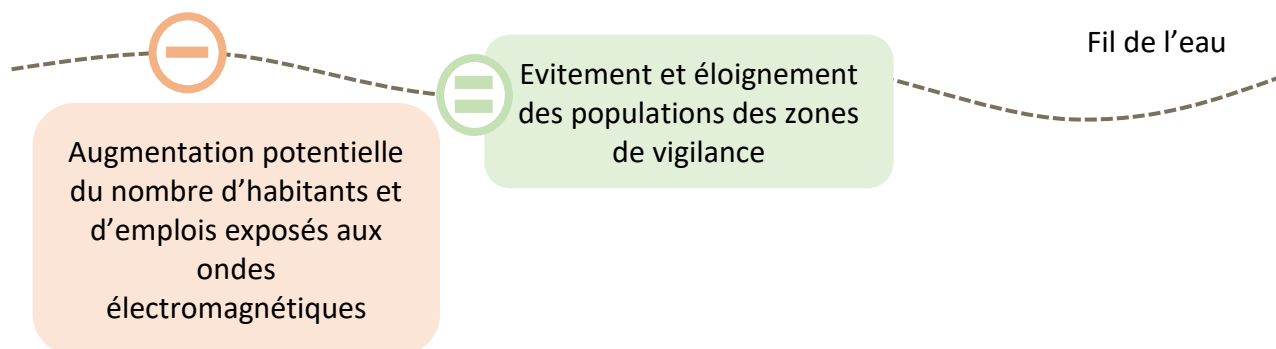 Fil de l’eau
Evitement et éloignement
des populations des zones
de vigilance
Augmentation potentielle
du nombre d’habitants et
d’emplois exposés aux
ondes
électromagnétiques